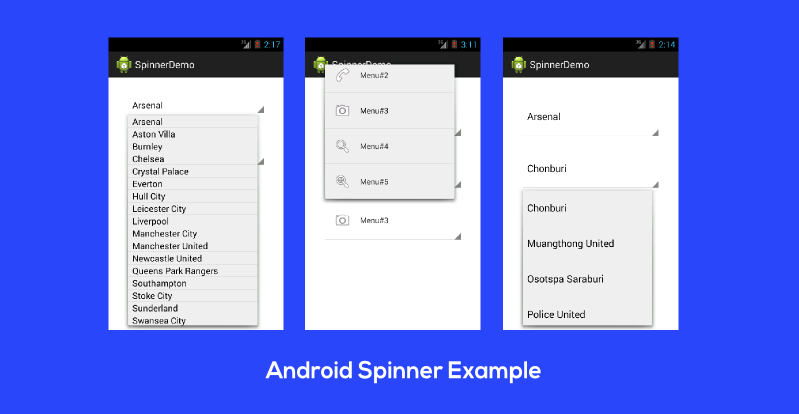 3G 2:17
SpinnerDemo
Arsenal
Arsenal
Aston Villa
Burnley
Chelsea
Crystal Palace
Everton
Hull City
Leicester City
Liverpool
Manchester City
Manchester United
Newcastle United
Queens Park Rangers
Southampton
Stoke City
Sunderland
Swansea City
3G 3:11
SpinnerDemo
Menu#2
Menu#3
Menu#4
Menu#5
Menu#3
3G 2:14
SpinnerDemo
Arsenal
Chonburi
Chonburi
Muangthong United
Osotspa Saraburi
Police United
Android Spinner Example